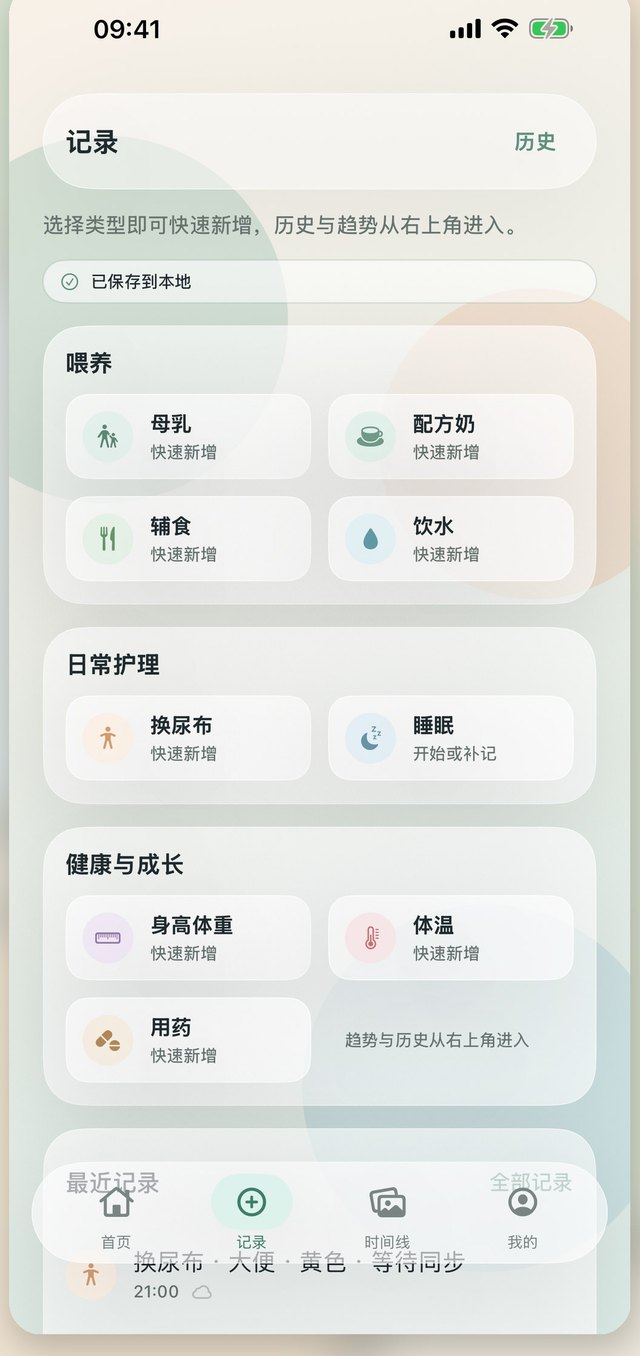 09:41
记录
历史
选择类型即可快速新增，历史与趋势从右上角进入。
已保存到本地
喂养
母乳
快速新增
配方奶
快速新增
辅食
快速新增
饮水
快速新增
日常护理
换尿布
快速新增
睡眠
开始或补记
健康与成长
身高体重
快速新增
体温
快速新增
用药
快速新增
趋势与历史从右上角进入
最近记录
全部记录
首页
记录
时间线
我的
换尿布 · 大便 · 黄色 · 等待同步
21:00